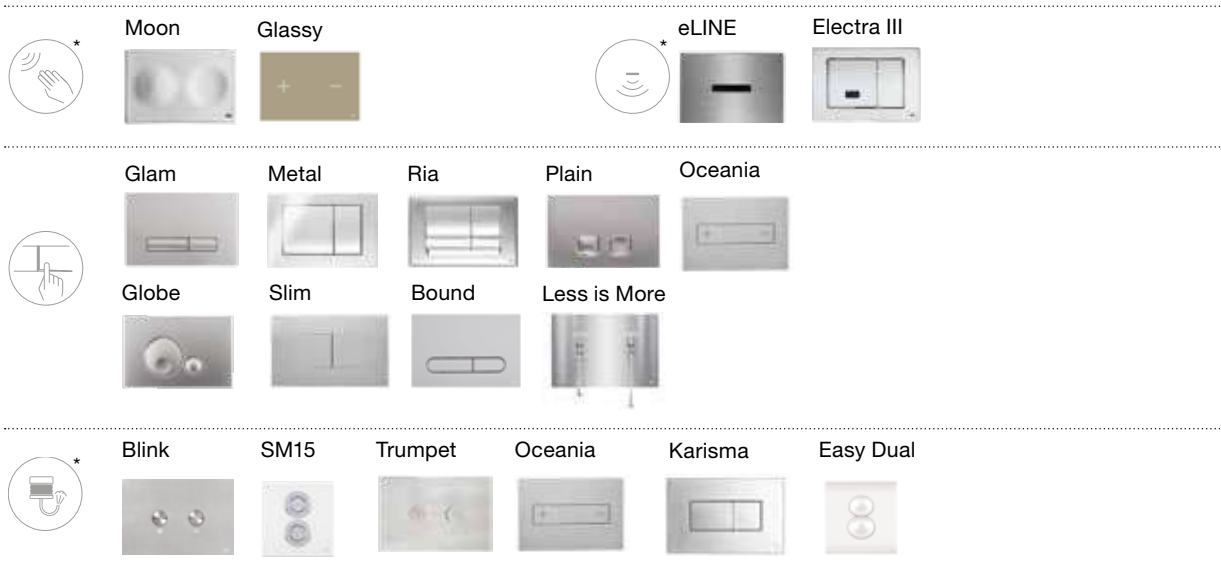 *
Moon
Glassy
*
eLINE
Electra III
+ −
Glam
Metal
Ria
Plain
Oceania
+ −
Globe
Slim
Bound
Less is More
*
Blink
SM15
Trumpet
Oceania
Karisma
Easy Dual
+ −